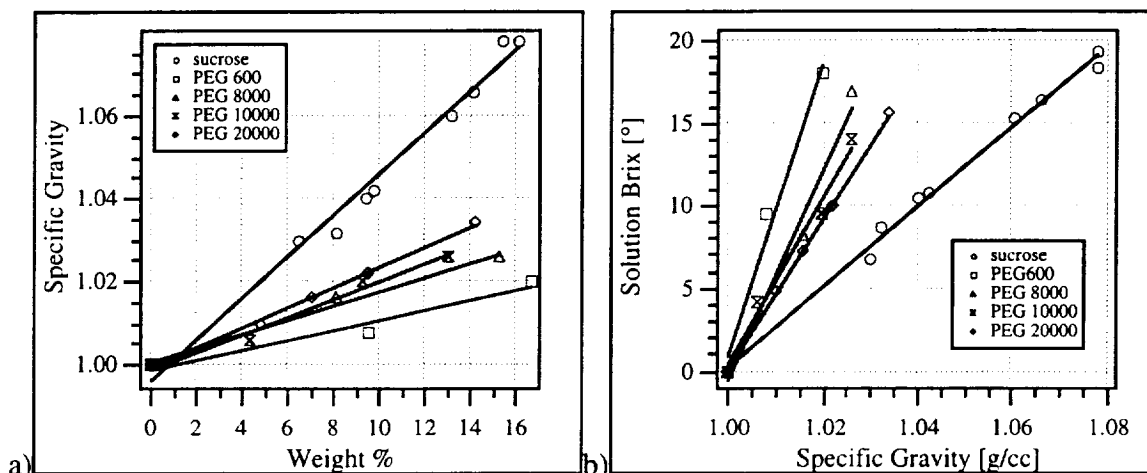 sucrose
PEG 600
PEG 8000
PEG 10000
PEG 20000
1.06
1.04
1.02
1.00
Specific Gravity
0 2 4 6 8 10 12 14 16
Weight %
a)
20
15
10
5
0
Solution Brix [°]
sucrose
PEG600
PEG 8000
PEG 10000
PEG 20000
1.00 1.02 1.04 1.06 1.08
Specific Gravity [g/cc]
b)